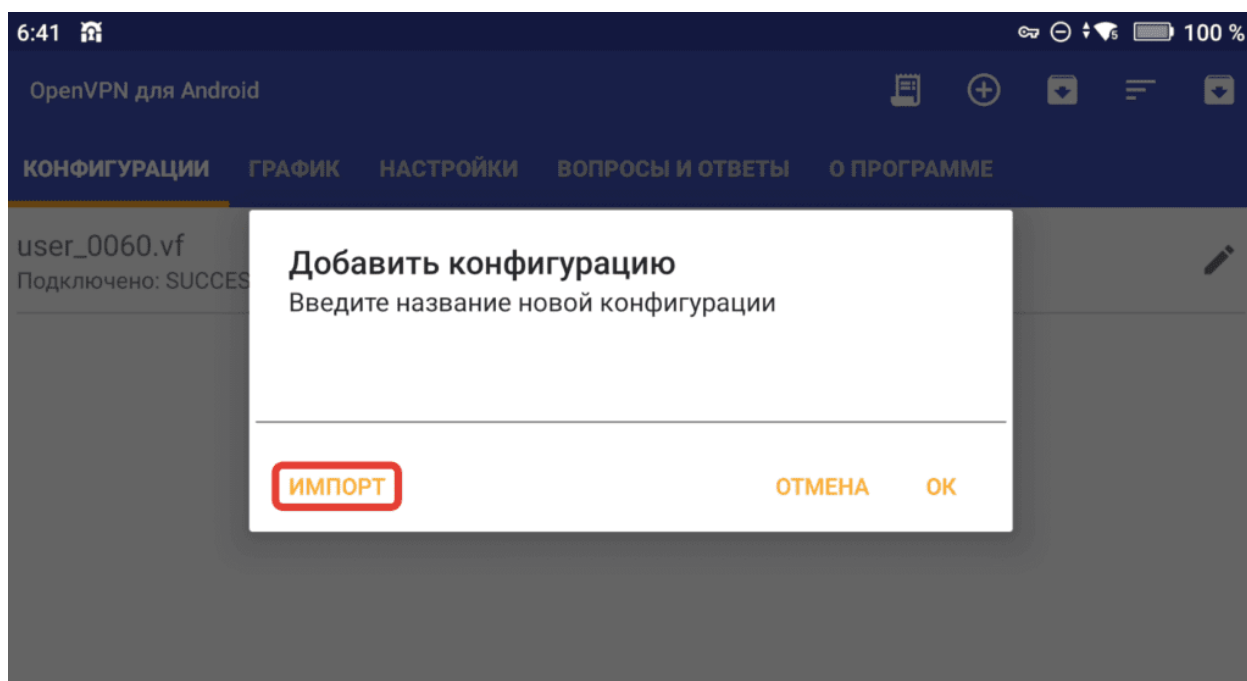 6:41
5
100 %
OpenVPN для Android
КОНФИГУРАЦИИ ГРАФИК НАСТРОЙКИ ВОПРОСЫ И ОТВЕТЫ О ПРОГРАММЕ
user_0060.vf
Подключено: SUCCES
Добавить конфигурацию
Введите название новой конфигурации
ИМПОРТ ОТМЕНА ОК